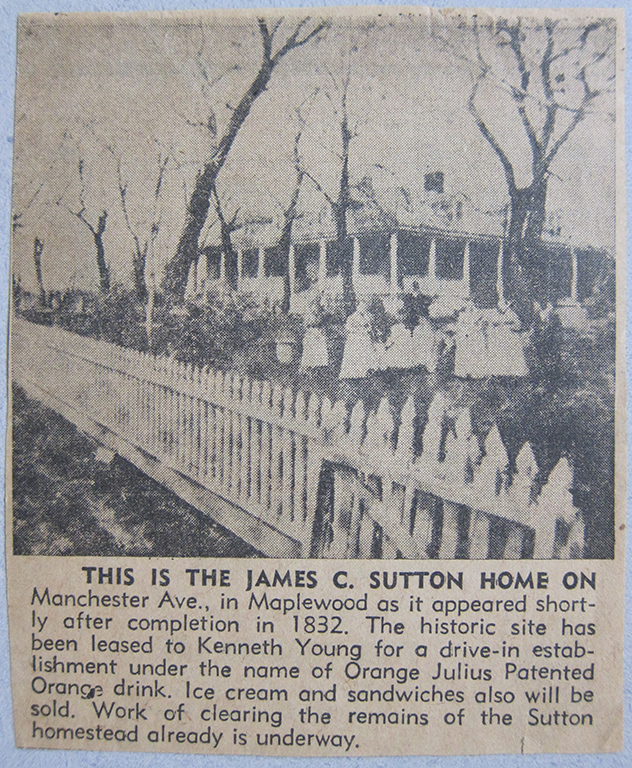 THIS IS THE JAMES C. SUTTON HOME ON
Manchester Ave., in Maplewood as it appeared short-
ly after completion in 1832. The historic site has
been leased to Kenneth Young for a drive-in estab-
lishment under the name of Orange Julius Patented
Orange drink. Ice cream and sandwiches also will be
sold. Work of clearing the remains of the Sutton
homestead already is underway.